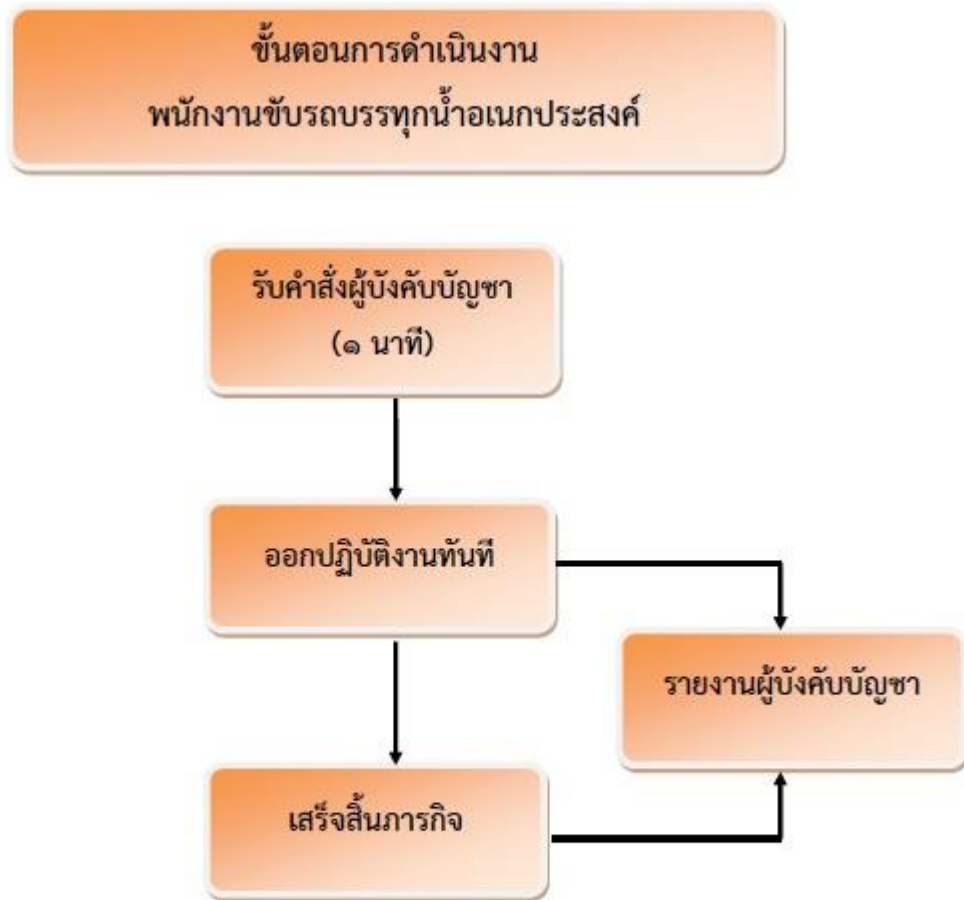 ขั้นตอนการดำเนินงาน
พนักงานขับรถบรรทุกน้ำอเนกประสงค์
รับคำสั่งผู้บังคับบัญชา
(๑ นาที)
ออกปฏิบัติงานทันที
รายงานผู้บังคับบัญชา
เสร็จสิ้นภารกิจ